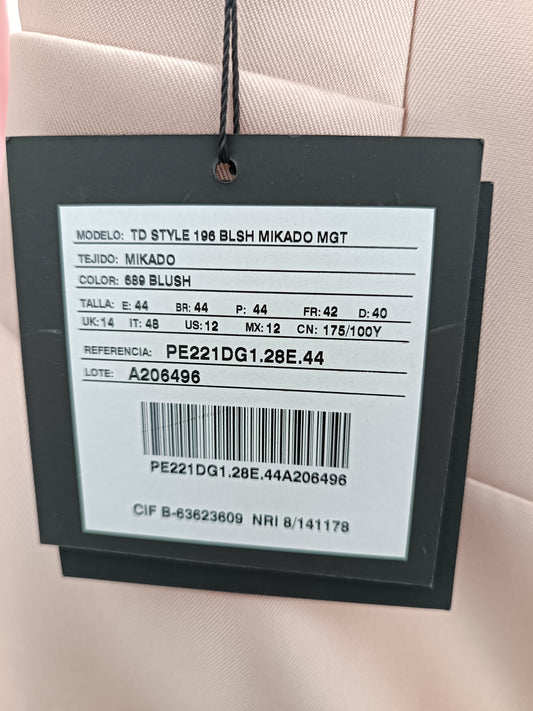 MODELO: TD STYLE 196 BLSH MIKADO MGT
TEJIDO: MIKADO
COLOR: 689 BLUSH
TALLA: E: 44 BR: 44 P: 44 FR: 42 D: 40
UK: 14 IT: 48 US: 12 MX: 12 CN: 175/100Y
REFERENCIA: PE221DG1.28E.44
LOTE: A206496
PE221DG1.28E.44A206496
CIF B-63623609 NRI 8/141178